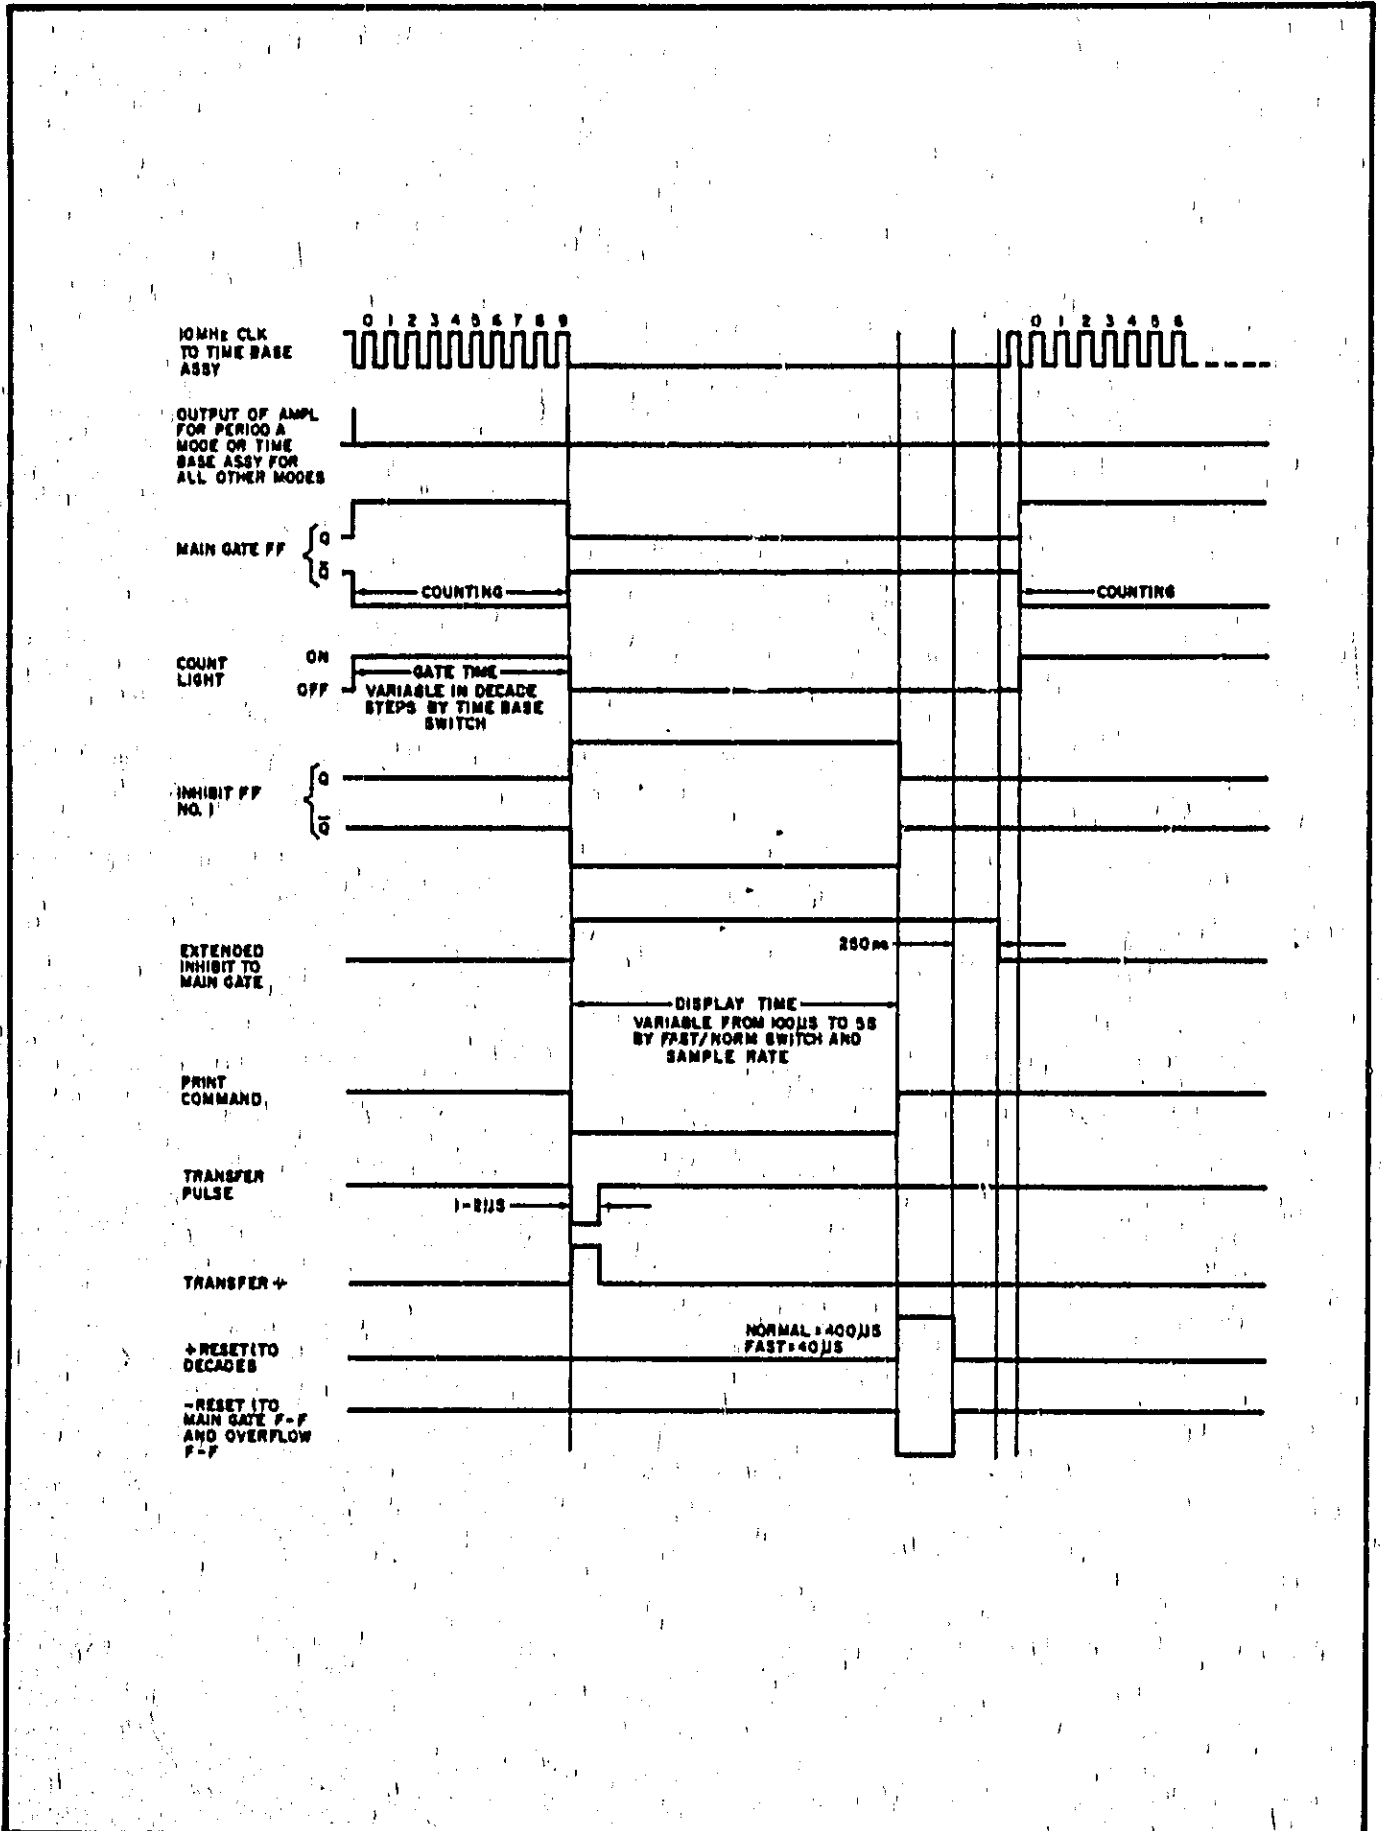 0 1 2 3 4 5 6 7 8 9
0 1 2 3 4 5 6
10MHz CLK
TO TIME BASE
ASSY
OUTPUT OF AMPL
FOR PERIOD A
MODE OR TIME
BASE ASSY FOR
ALL OTHER MODES
MAIN GATE FF
Q
Q̅
COUNTING
COUNTING
COUNT
LIGHT
ON
OFF
GATE TIME
VARIABLE IN DECADE
STEPS BY TIME BASE
SWITCH
INHIBIT FF
NO. 1
Q
Q̅
EXTENDED
INHIBIT TO
MAIN GATE
250 ns
DISPLAY TIME
VARIABLE FROM 100µS TO 5S
BY FAST/NORM SWITCH AND
SAMPLE RATE
PRINT
COMMAND
TRANSFER
PULSE
1-2µS
TRANSFER +
NORMAL = 400µS
FAST = 40µS
+RESET (TO
DECADES
-RESET (TO
MAIN GATE F-F
AND OVERFLOW
F-F